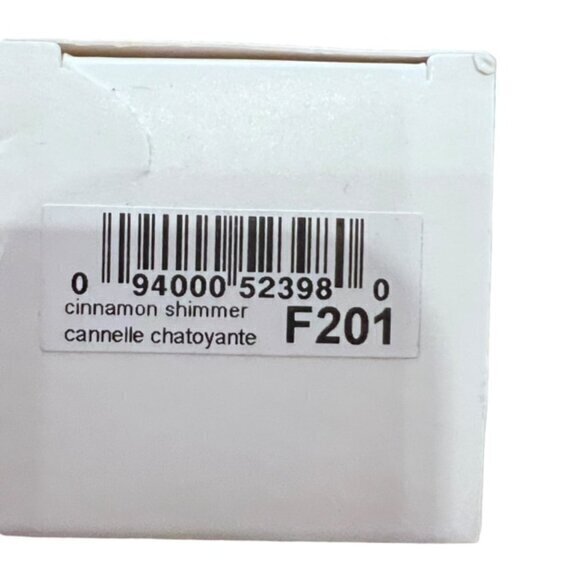 0 94000 52398 0
cinnamon shimmer
cannelle chatoyante F201